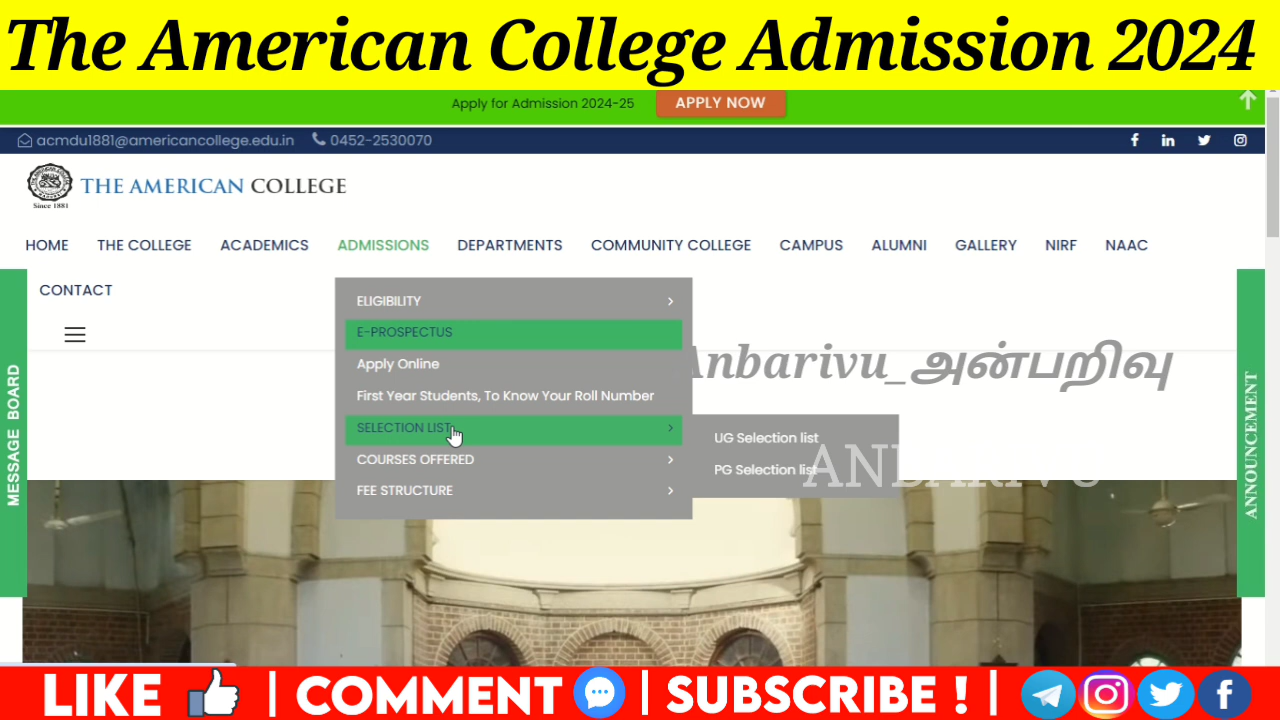 The American College Admission 2024
Apply for Admission 2024-25 APPLY NOW
acmdu1881@americancollege.edu.in 0452-2530070
THE AMERICAN COLLEGE
Since 1881
HOME THE COLLEGE ACADEMICS ADMISSIONS DEPARTMENTS COMMUNITY COLLEGE CAMPUS ALUMNI GALLERY NIRF NAAC
CONTACT
ELIGIBILITY
E-PROSPECTUS
Apply Online
First Year Students, To Know Your Roll Number
SELECTION LIST
COURSES OFFERED
FEE STRUCTURE
UG Selection list
PG Selection list
Anbarivu_அன்பறிவு
ANBARIVU
MESSAGE BOARD
ANNOUNCEMENT
LIKE | COMMENT | SUBSCRIBE ! |